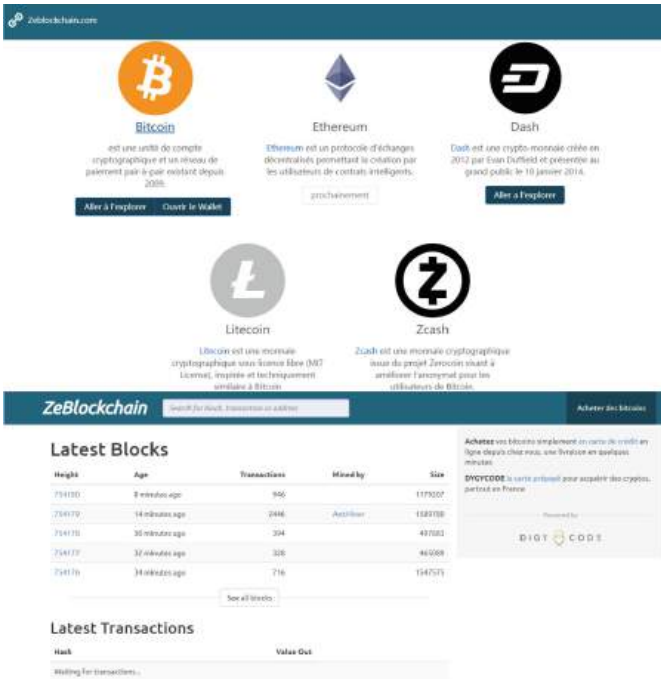 Zeblockchain.com
Bitcoin
est une unité de compte
cryptographique et un réseau de
paiement pair-à-pair existant depuis
2009.
Aller à l'explorer
Ouvrir le Wallet
Ethereum
Ethereum est un protocole d'échanges
décentralisés permettant la création par
les utilisateurs de contrats intelligents.
prochainement
Dash
Dash est une crypto-monnaie créée en
2012 par Evan Duffield et présentée au
grand public le 18 janvier 2014.
Aller a l'explorer
Litecoin
Litecoin est une monnaie
cryptographique sous licence libre (MIT
License), inspirée et techniquement
similaire à Bitcoin
Zcash
Zcash est une monnaie cryptographique
issue du projet Zerocoin visant à
améliorer l'anonymat pour les
utilisateurs de Bitcoin.
ZeBlockchain
Search for block, transaction or address
Acheter des bitcoins
Latest Blocks
Height Age Transactions Mined by Size
754180 8 minutes ago 946 1179207
754179 14 minutes ago 2446
30 minutes ago 394
754177 32 minutes ago 328
754176 34 minutes ago 716 1547575
See all blocks
Latest Transactions
Hash Value Out
Waiting for transactions...
Achetez vos bitcoins simplement en carte de crédit en
ligne depuis chez vous, une livraison en quelques
minutes.
DYGYCODE la carte prépayé pour acquérir des cryptos,
partout en France
Powered by
DIGY CODE